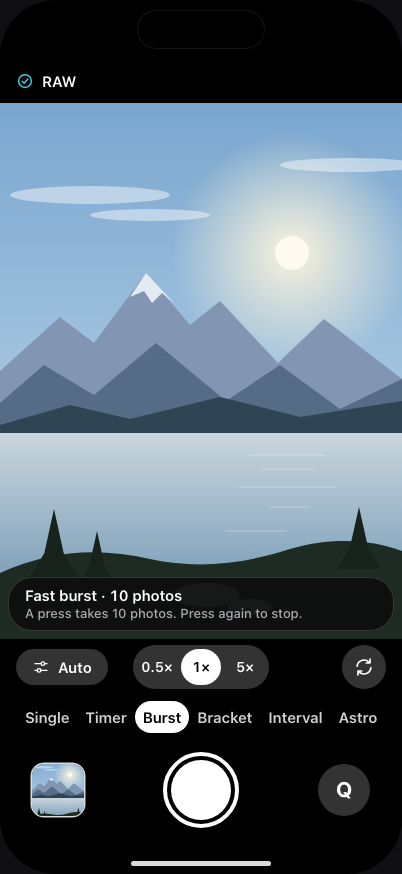 RAW
Fast burst · 10 photos
A press takes 10 photos. Press again to stop.
Auto
0.5× 1× 5×
Single Timer Burst Bracket Interval Astro
Q